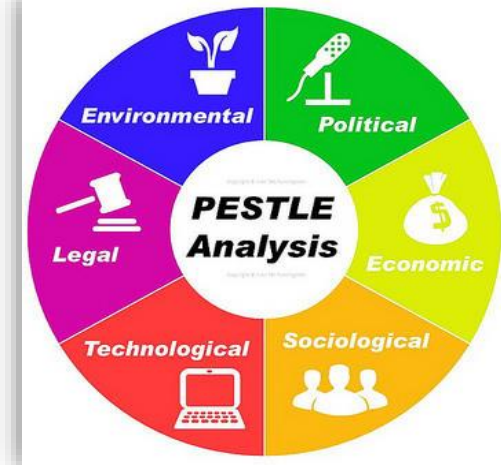 PESTLE
Analysis
Political
Economic
Sociological
Technological
Legal
Environmental
$